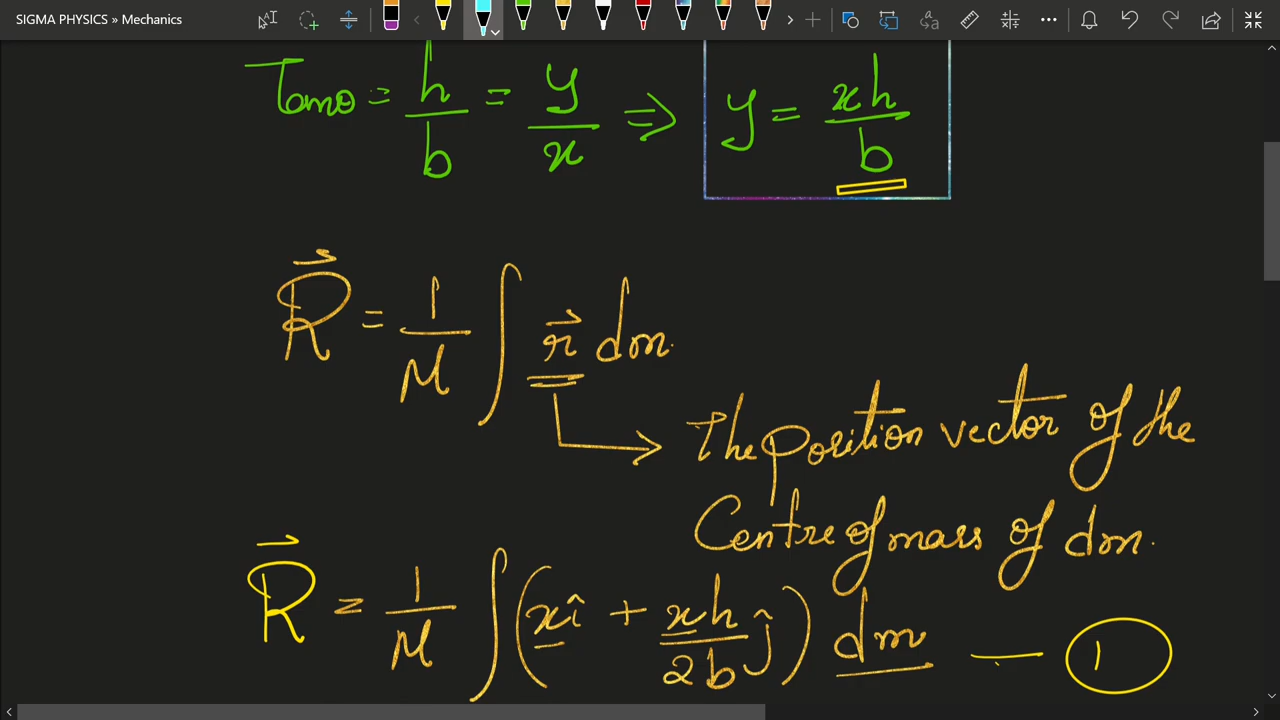 SIGMA PHYSICS » Mechanics
Tanθ = h/b = y/x ⇒ y = xh/b
R⃗ = 1/M ∫ r⃗ dm.
The position vector of the
Centre of mass of dm.
R⃗ = 1/M ∫ (xî + xh/2b ĵ) dm — 1